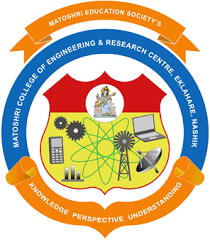 MATOSHRI EDUCATION SOCIETY'S
MATOSHRI COLLEGE OF ENGINEERING & RESEARCH CENTRE, EKLAHARE, NASHIK
KNOWLEDGE PERSPECTIVE UNDERSTANDING